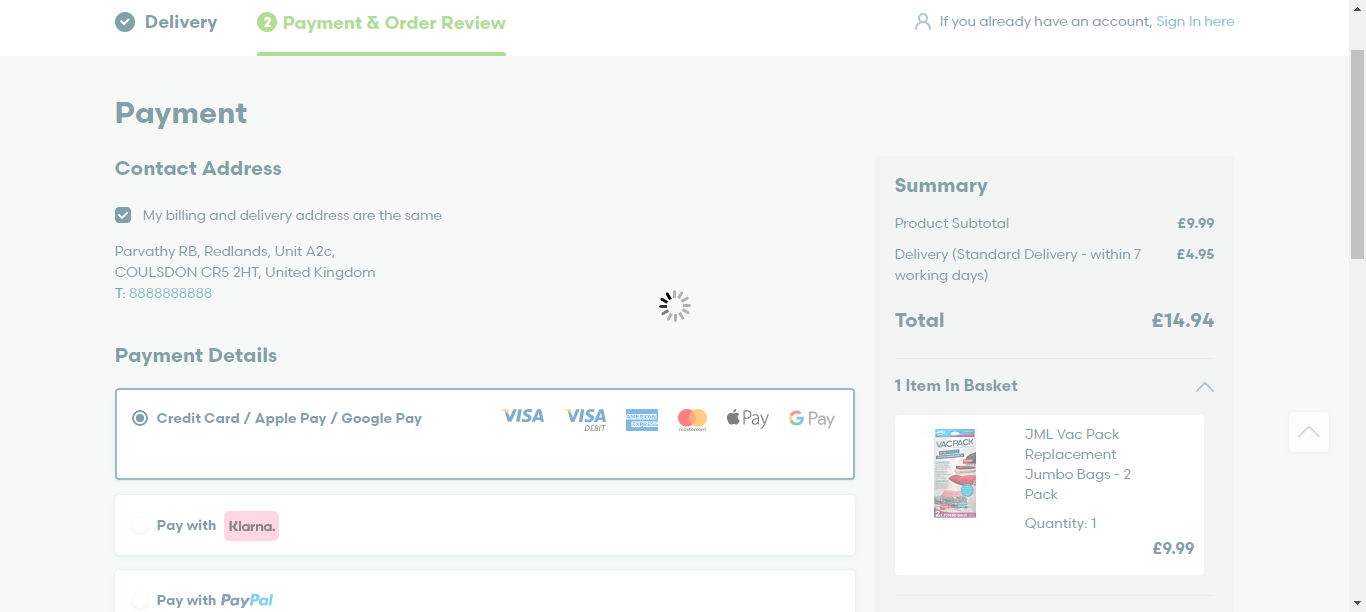 Delivery
2 Payment & Order Review
If you already have an account, Sign In here
Payment
Contact Address
My billing and delivery address are the same
Parvathy RB, Redlands, Unit A2c,
COULSDON CR5 2HT, United Kingdom
T: 8888888888
Payment Details
Credit Card / Apple Pay / Google Pay
VISA
VISA
DEBIT
AMERICAN
EXPRESS
mastercard
Pay
G Pay
Pay with Klarna.
Pay with PayPal
Summary
Product Subtotal £9.99
Delivery (Standard Delivery - within 7 £4.95
working days)
Total £14.94
1 Item In Basket
VACPACK
JML Vac Pack
Replacement
Jumbo Bags - 2
Pack
Quantity: 1
£9.99